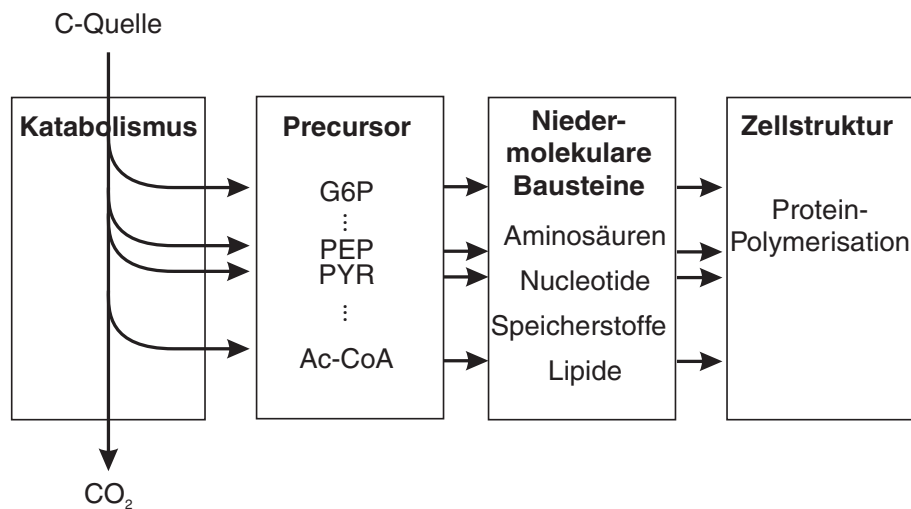 C-Quelle
Katabolismus
Precursor
G6P
⋮
PEP
PYR
⋮
Ac-CoA
Nieder-
molekulare
Bausteine
Aminosäuren
Nucleotide
Speicherstoffe
Lipide
Zellstruktur
Protein-
Polymerisation
CO₂